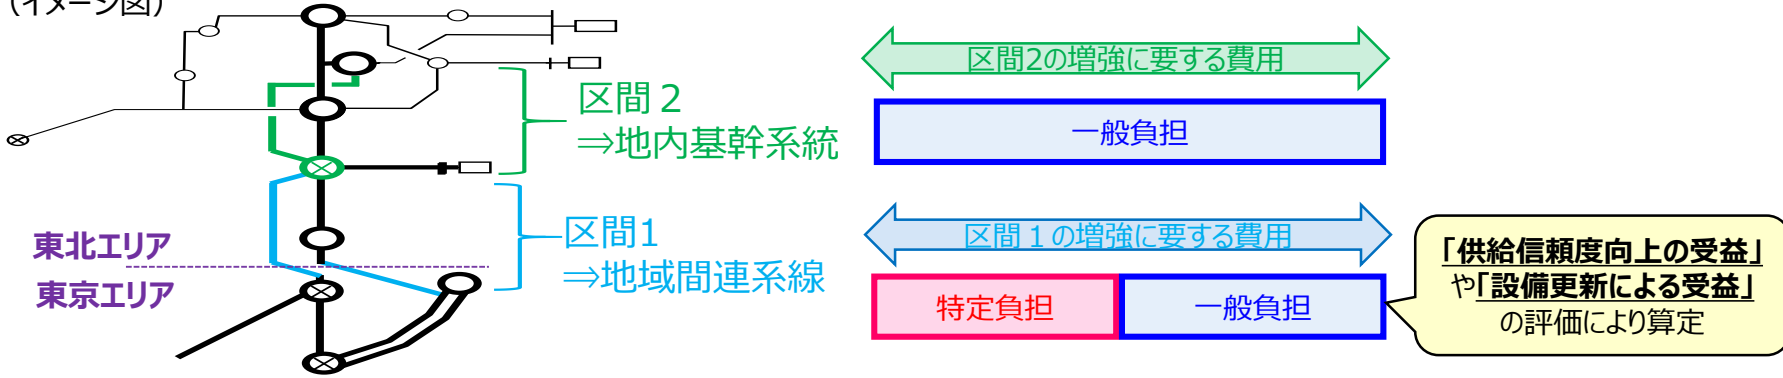 (イメージ図)
区間2の増強に要する費用
区間２
⇒地内基幹系統
一般負担
区間1
⇒地域間連系線
区間１の増強に要する費用
東北エリア
東京エリア
特定負担
一般負担
「供給信頼度向上の受益」
や「設備更新による受益」
の評価により算定